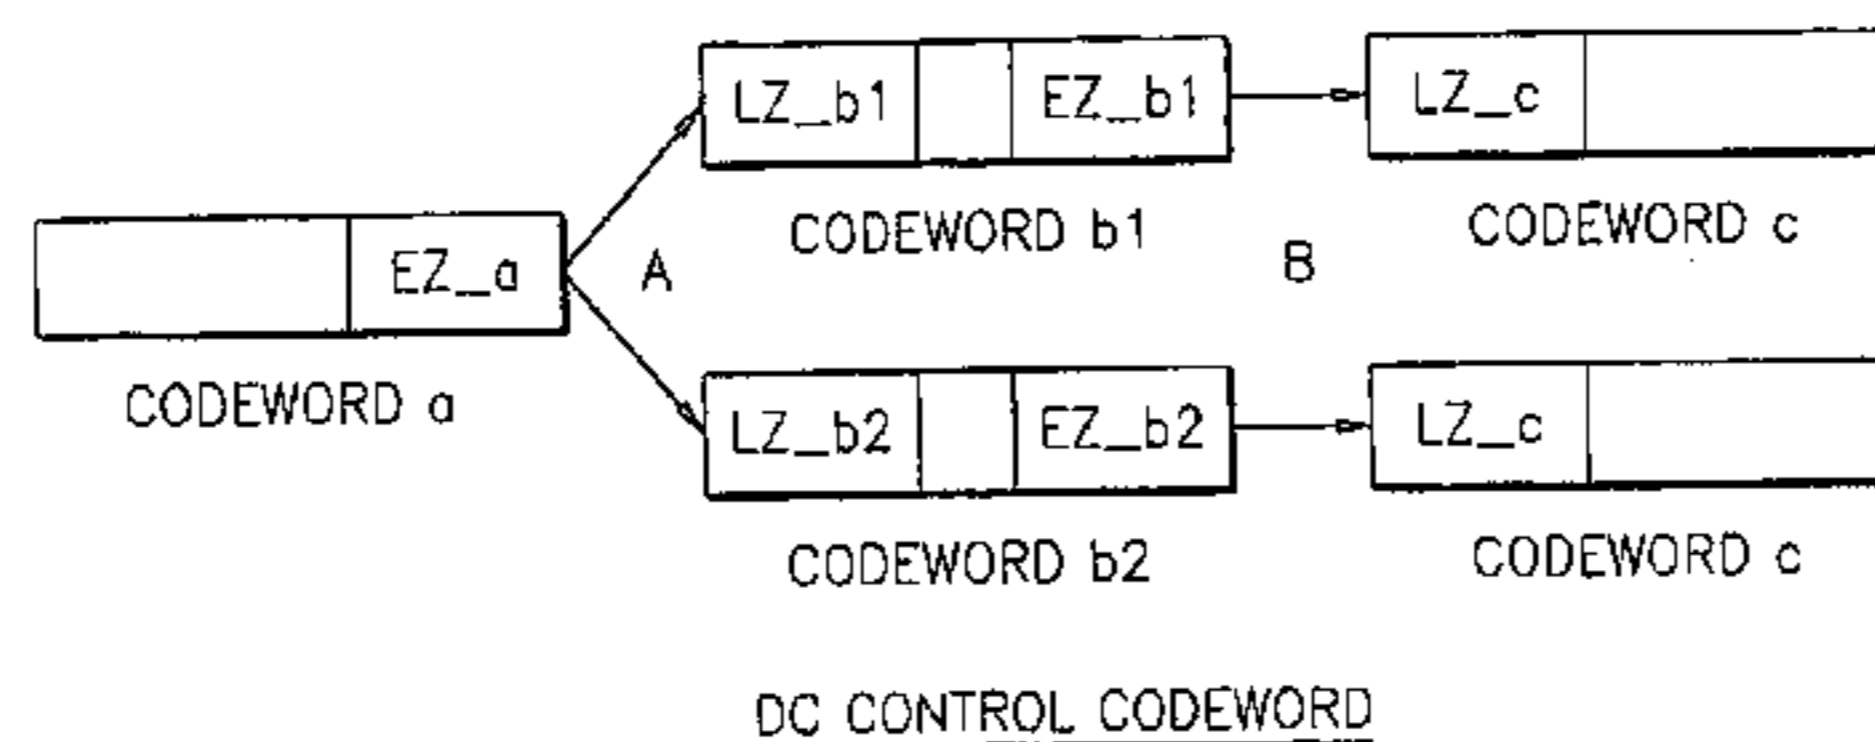 LZ_b1 EZ_b1 LZ_c
CODEWORD b1 CODEWORD c
EZ_a A B
CODEWORD a
LZ_b2 EZ_b2 LZ_c
CODEWORD b2 CODEWORD c
DC CONTROL CODEWORD